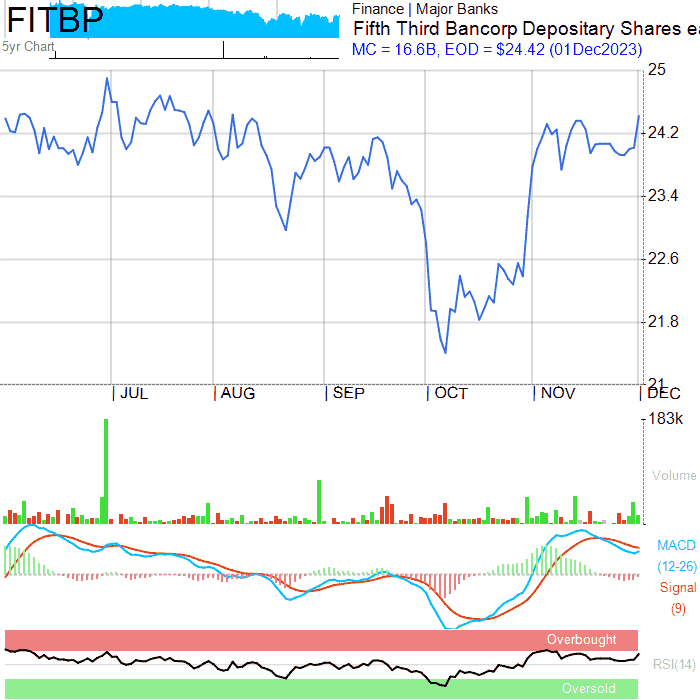 FITBP
Finance | Major Banks
Fifth Third Bancorp Depositary Shares ea
5yr Chart
MC = 16.6B, EOD = $24.42 (01Dec2023)
25
24.2
23.4
22.6
21.8
21
JUL AUG SEP OCT NOV DEC
183k
Volume
MACD
(12-26)
Signal
(9)
Overbought
RSI(14)
Oversold